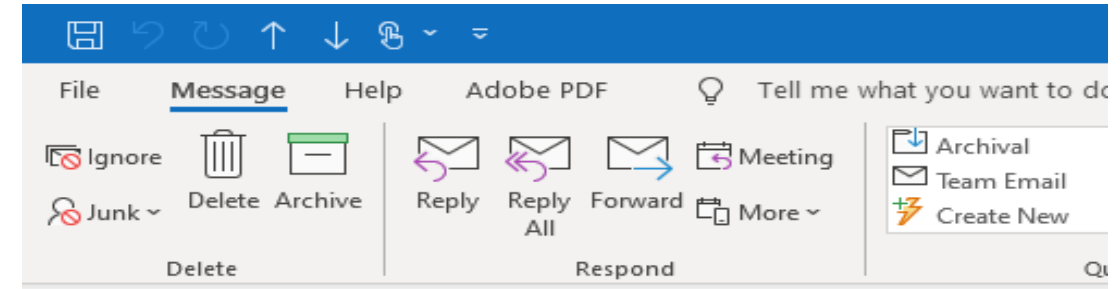 File Message Help Adobe PDF Tell me what you want to do
Ignore
Junk
Delete Archive
Reply Reply All Forward
Meeting
More
Archival
Team Email
Create New
Delete Respond